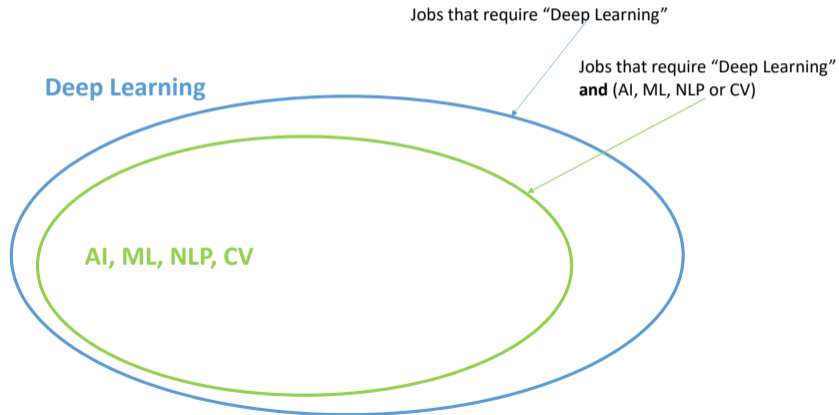 Jobs that require “Deep Learning”
Jobs that require “Deep Learning”
and (AI, ML, NLP or CV)
Deep Learning
AI, ML, NLP, CV